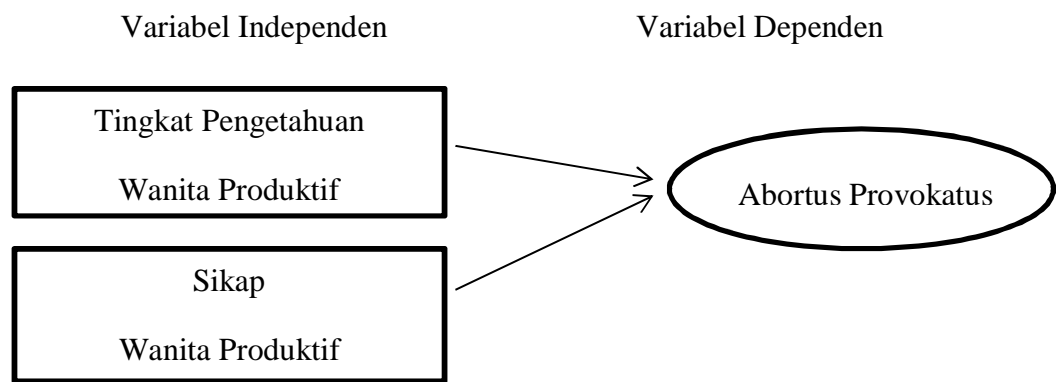 Variabel Independen
Variabel Dependen
Tingkat Pengetahuan
Wanita Produktif
Abortus Provokatus
Sikap
Wanita Produktif